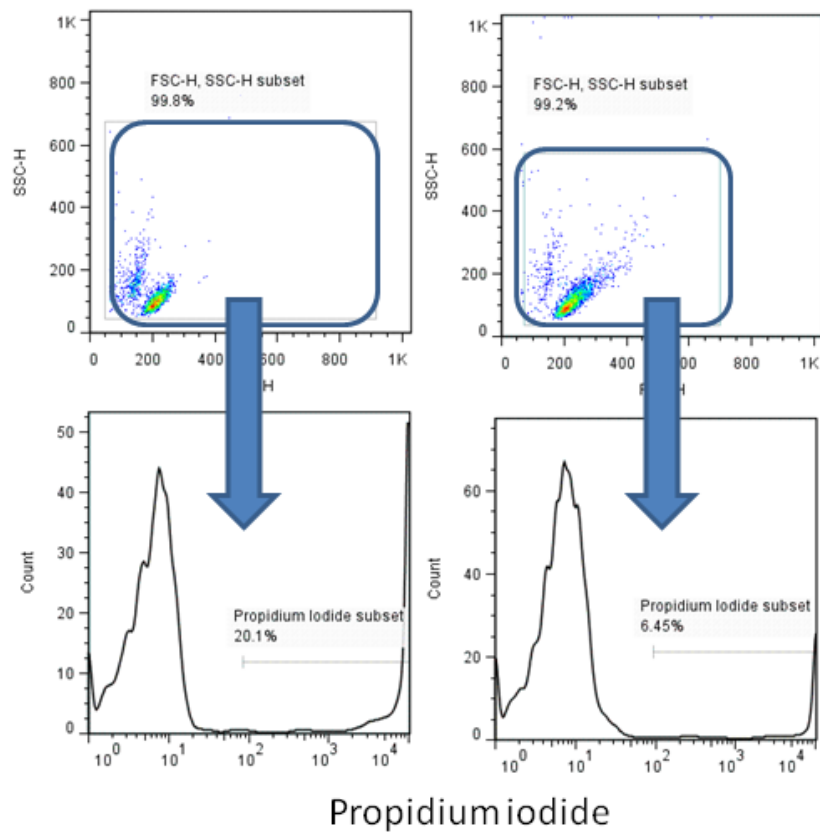 1K
800
600
400
200
0
SSC-H
FSC-H, SSC-H subset
99.8%
0 200 400 600 800 1K
H
1K
800
600
400
200
0
SSC-H
FSC-H, SSC-H subset
99.2%
0 200 400 600 800 1K
F H
50
40
30
20
10
0
Count
Propidium Iodide subset
20.1%
10^0 10^1 10^2 10^3 10^4
60
40
20
0
Count
Propidium Iodide subset
6.45%
10^0 10^1 10^2 10^3 10^4
Propidium iodide